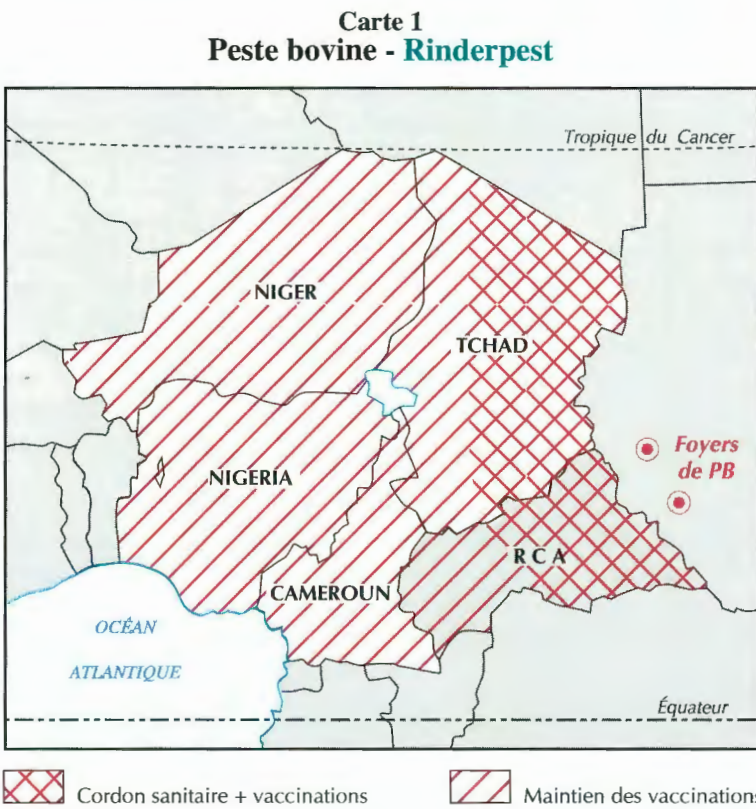 Carte 1
Peste bovine - Rinderpest
Tropique du Cancer
NIGER
TCHAD
Foyers
de PB
NIGERIA
RCA
CAMEROUN
OCÉAN
ATLANTIQUE
Équateur
Cordon sanitaire + vaccinations
Maintien des vaccination